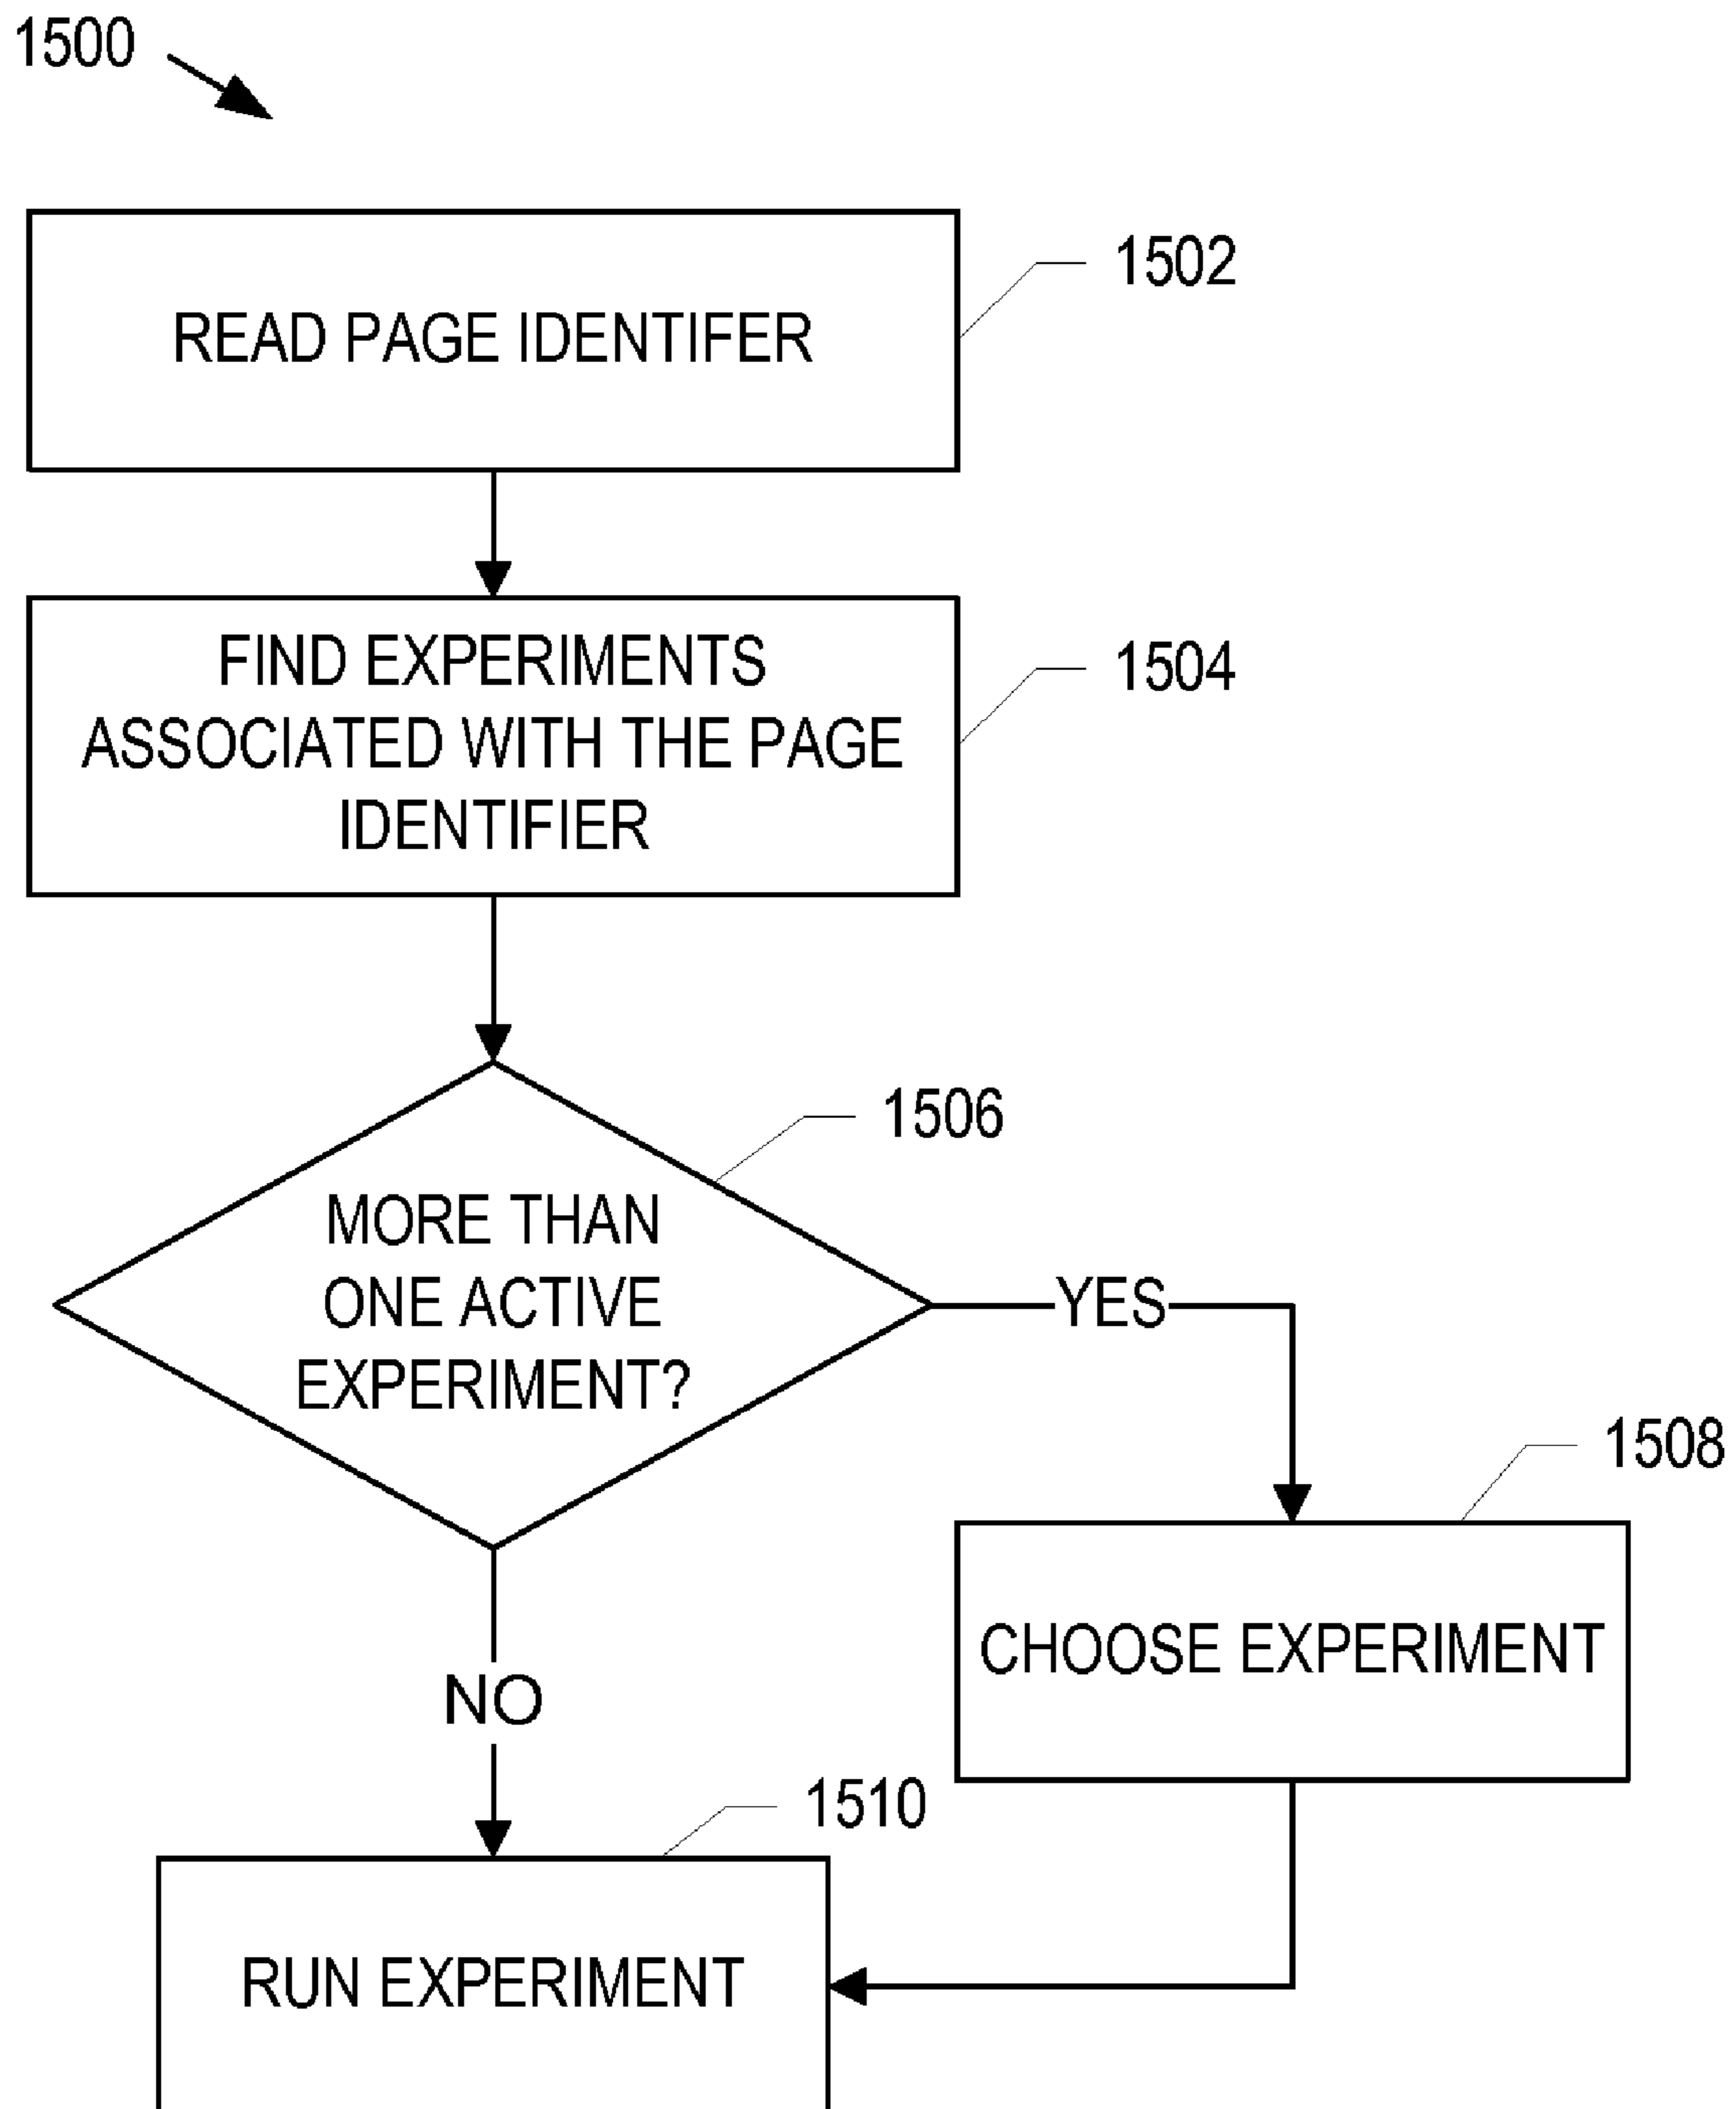 1500
READ PAGE IDENTIFER
1502
FIND EXPERIMENTS
ASSOCIATED WITH THE PAGE
IDENTIFIER
1504
1506
MORE THAN
ONE ACTIVE
EXPERIMENT?
YES
1508
CHOOSE EXPERIMENT
NO
1510
RUN EXPERIMENT